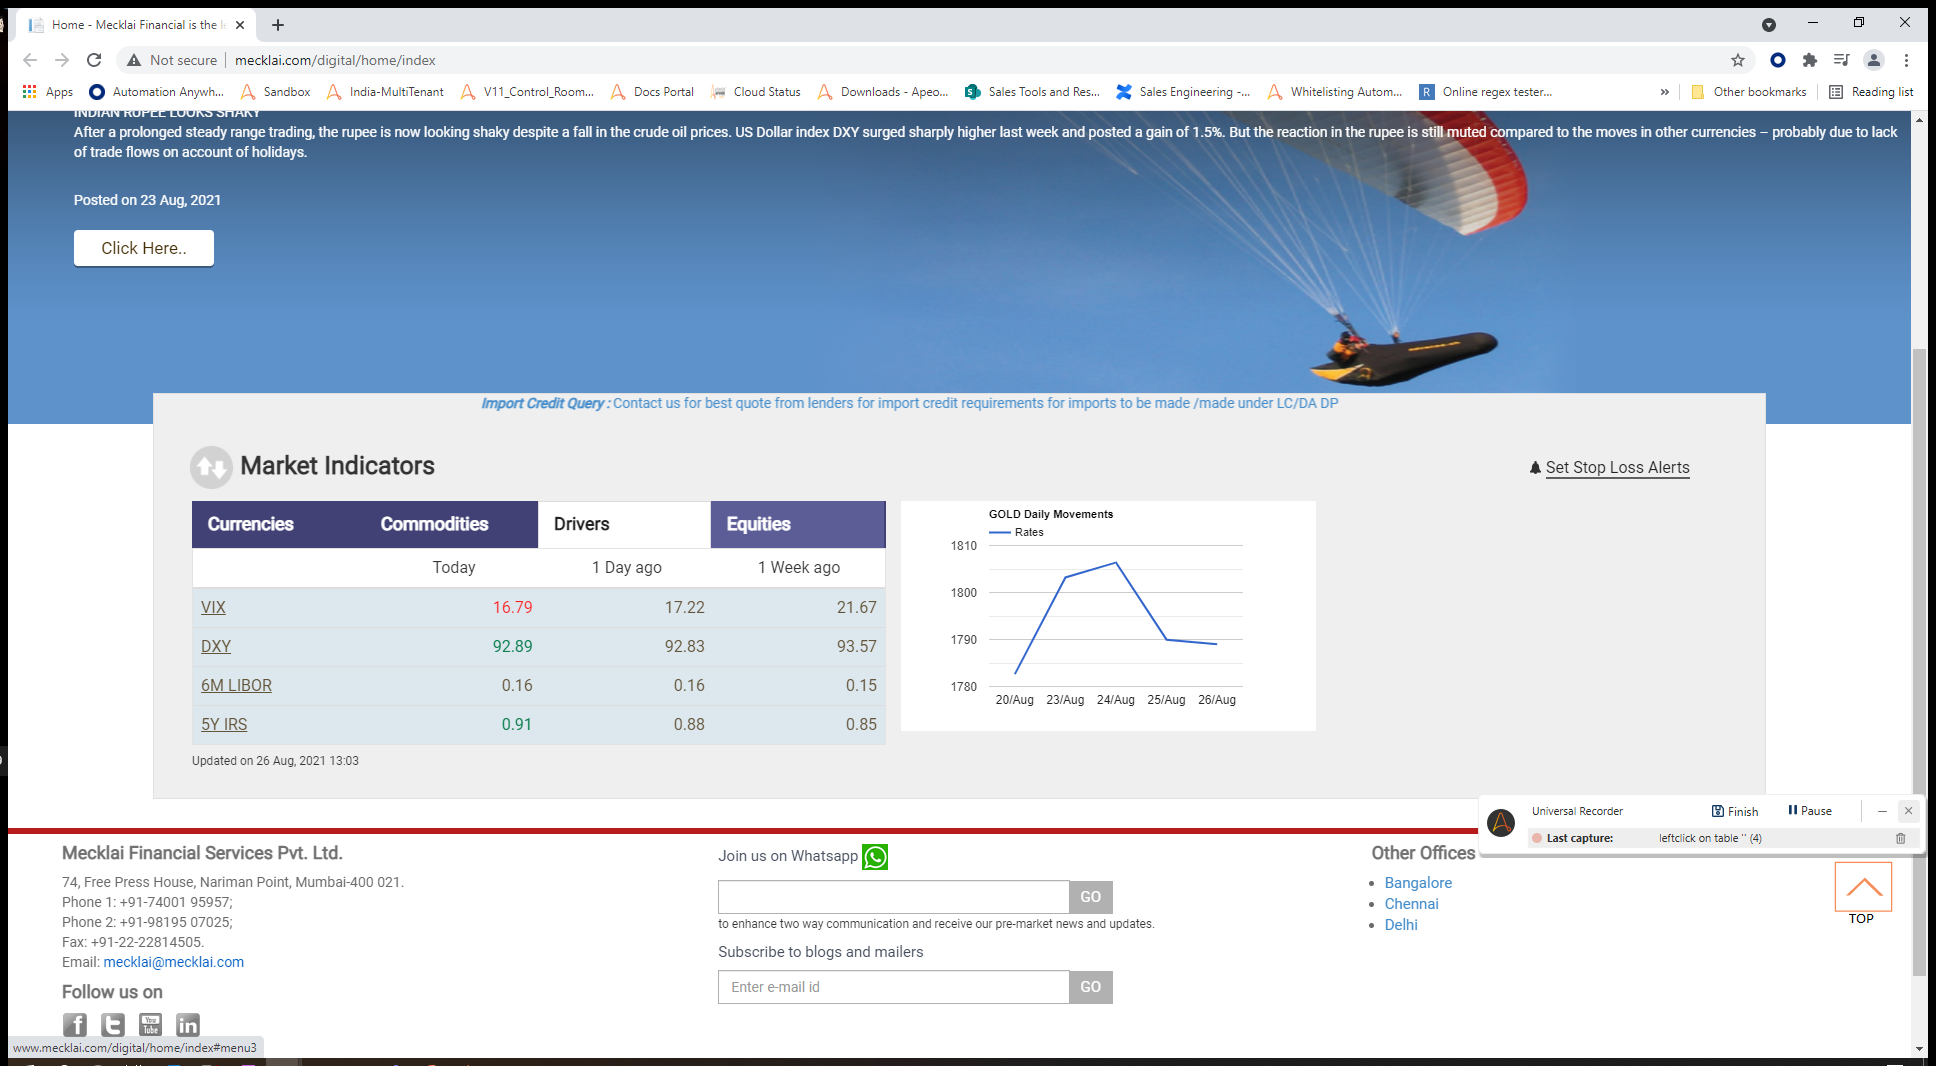 Home - Mecklai Financial is the l
Not secure
mecklai.com/digital/home/index
Apps
Automation Anywh...
Sandbox
India-MultiTenant
V11_Control_Room...
Docs Portal
Cloud Status
Downloads - Apeo...
Sales Tools and Res...
Sales Engineering -...
Whitelisting Autom...
R
Online regex tester...
»
Other bookmarks
Reading list
INDIAN RUPEE LOOKS SHAKY
After a prolonged steady range trading, the rupee is now looking shaky despite a fall in the crude oil prices. US Dollar index DXY surged sharply higher last week and posted a gain of 1.5%. But the reaction in the rupee is still muted compared to the moves in other currencies – probably due to lack
of trade flows on account of holidays.
Posted on 23 Aug, 2021
Click Here..
Import Credit Query : Contact us for best quote from lenders for import credit requirements for imports to be made /made under LC/DA DP
Market Indicators
Set Stop Loss Alerts
Currencies Commodities Drivers Equities
Today 1 Day ago 1 Week ago
VIX 16.79 17.22 21.67
DXY 92.89 92.83 93.57
6M LIBOR 0.16 0.16 0.15
5Y IRS 0.91 0.88 0.85
Updated on 26 Aug, 2021 13:03
GOLD Daily Movements
Rates
1810
1800
1790
1780
20/Aug 23/Aug 24/Aug 25/Aug 26/Aug
Universal Recorder
Finish
Pause
Last capture: leftclick on table '' (4)
Mecklai Financial Services Pvt. Ltd.
74, Free Press House, Nariman Point, Mumbai-400 021.
Phone 1: +91-74001 95957;
Phone 2: +91-98195 07025;
Fax: +91-22-22814505.
Email: mecklai@mecklai.com
Follow us on
f t You Tube in
Join us on Whatsapp
GO
to enhance two way communication and receive our pre-market news and updates.
Subscribe to blogs and mailers
Enter e-mail id
GO
Other Offices
Bangalore
Chennai
Delhi
TOP
www.mecklai.com/digital/home/index#menu3